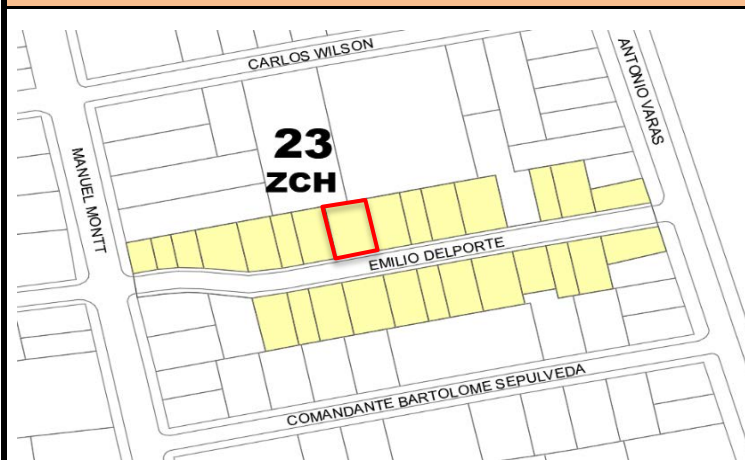 CARLOS WILSON
ANTONIO VARAS
23
ZCH
MANUEL MONTT
EMILIO DELPORTE
COMANDANTE BARTOLOME SEPULVEDA